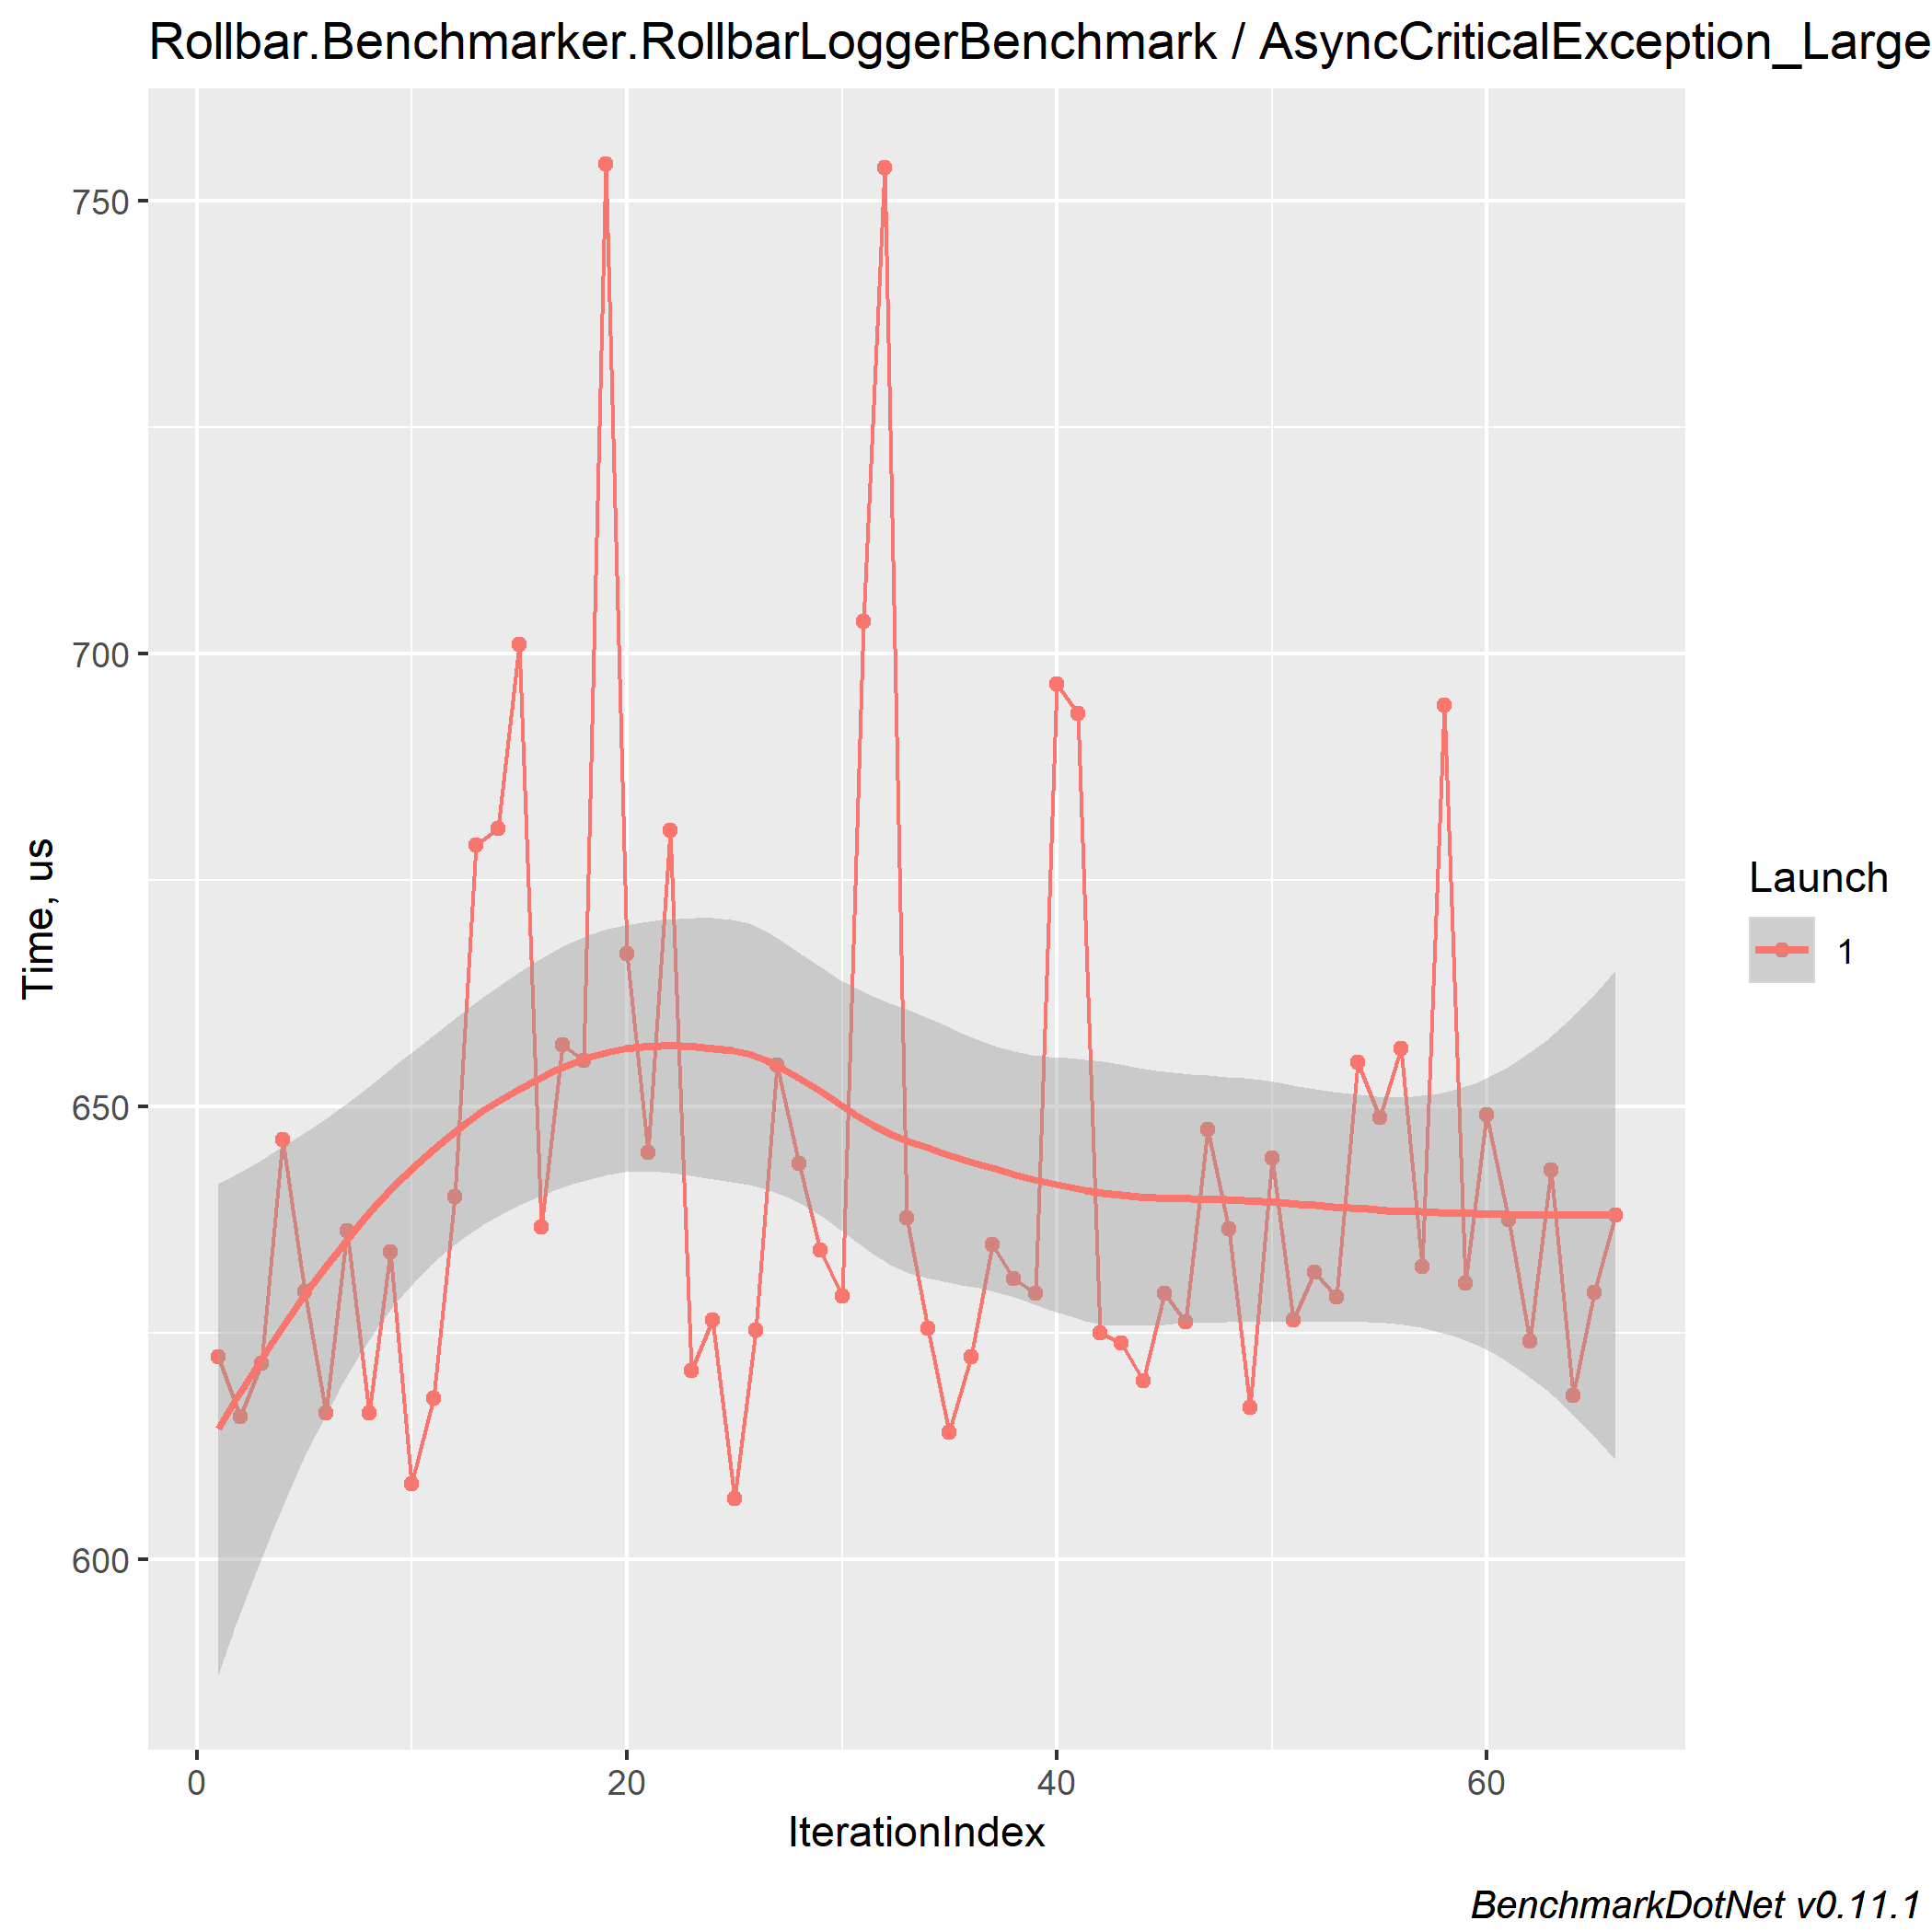 Rollbar.Benchmarker.RollbarLoggerBenchmark / AsyncCriticalException_Large
750
700
650
600
Time, us
0 20 40 60
IterationIndex
Launch
1
BenchmarkDotNet v0.11.1